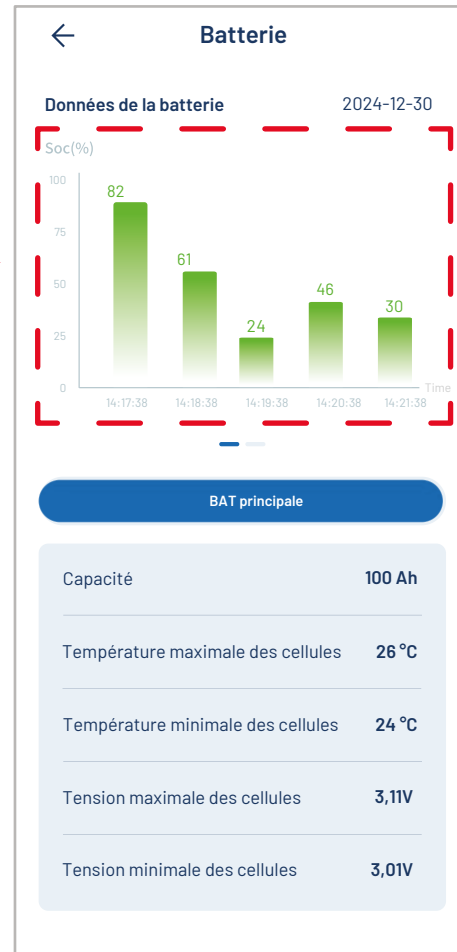 Batterie
Données de la batterie 2024-12-30
Soc(%)
100
82
75
61
50
46
30
24
25
0
Time
14:17:38 14:18:38 14:19:38 14:20:38 14:21:38
BAT principale
Capacité 100 Ah
Température maximale des cellules 26 °C
Température minimale des cellules 24 °C
Tension maximale des cellules 3,11V
Tension minimale des cellules 3,01V